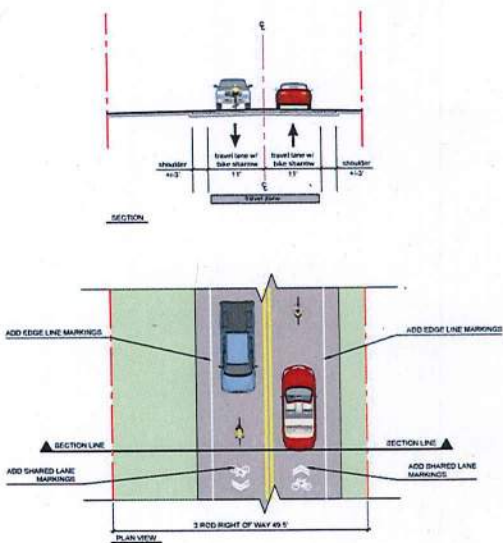 ℄
shoulder
+/-3'
travel lane w/
bike sharrow
11'
travel lane w/
bike sharrow
11'
shoulder
+/-3'
℄
travel zone
SECTION
ADD EDGE LINE MARKINGS
ADD EDGE LINE MARKINGS
SECTION LINE
SECTION LINE
ADD SHARED LANE
MARKINGS
ADD SHARED LANE
MARKINGS
3 ROD RIGHT OF WAY 49.5'
PLAN VIEW